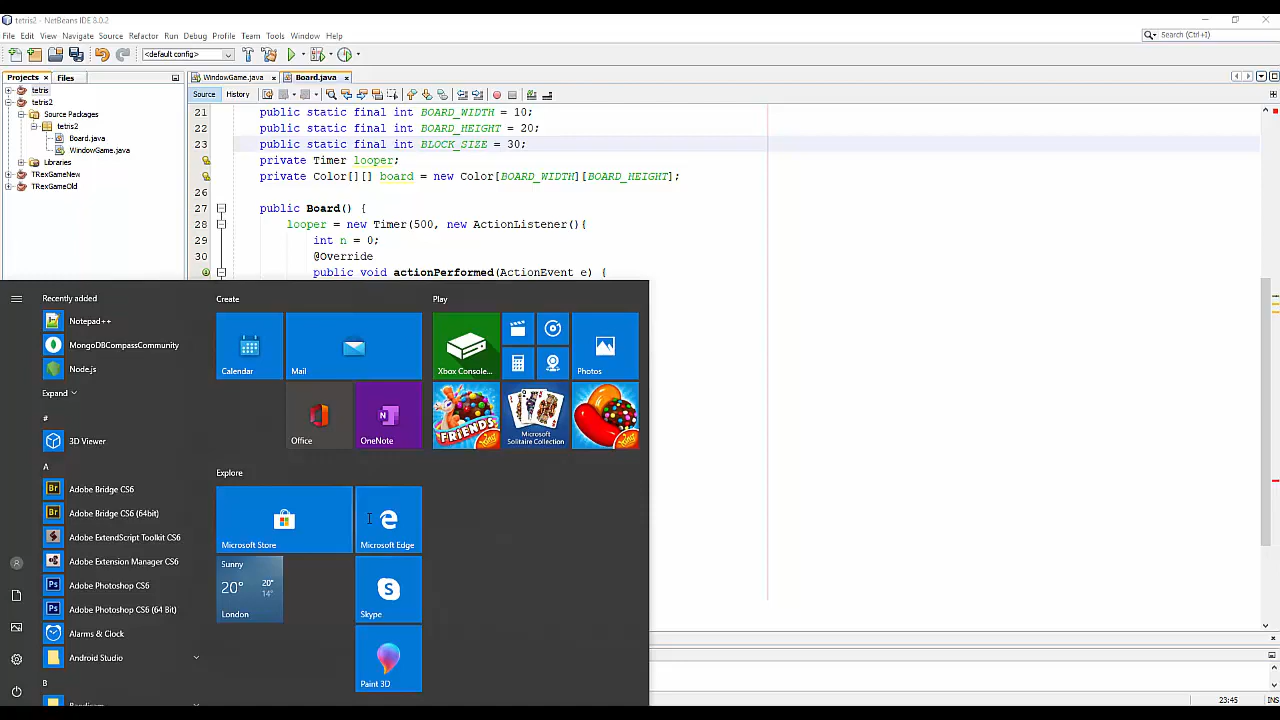 tetris2 - NetBeans IDE 8.0.2
File Edit View Navigate Source Refactor Run Debug Profile Team Tools Window Help
Search (Ctrl+I)
<default config>
Projects Files
WindowGame.java Board.java
tetris
tetris2
Source Packages
tetris2
Board.java
WindowGame.java
Libraries
TRexGameNew
TRexGameOld
Source History
21 public static final int BOARD_WIDTH = 10;
22 public static final int BOARD_HEIGHT = 20;
23 public static final int BLOCK_SIZE = 30;
private Timer looper;
private Color[][] board = new Color[BOARD_WIDTH][BOARD_HEIGHT];
26
27 public Board() {
28 looper = new Timer(500, new ActionListener(){
29 int n = 0;
30 @Override
public void actionPerformed(ActionEvent e) {
Recently added
Notepad++
MongoDBCompassCommunity
Node.js
Expand
#
3D Viewer
A
Adobe Bridge CS6
Adobe Bridge CS6 (64bit)
Adobe ExtendScript Toolkit CS6
Adobe Extension Manager CS6
Adobe Photoshop CS6
Adobe Photoshop CS6 (64 Bit)
Alarms & Clock
Android Studio
B
Create
Calendar
Mail
Office
OneNote
Explore
Microsoft Store
Microsoft Edge
Sunny
20° 20°
14°
London
Skype
Paint 3D
Play
Xbox Console...
Photos
FRIENDS
King
Microsoft
Solitaire Collection
King
23:45 INS